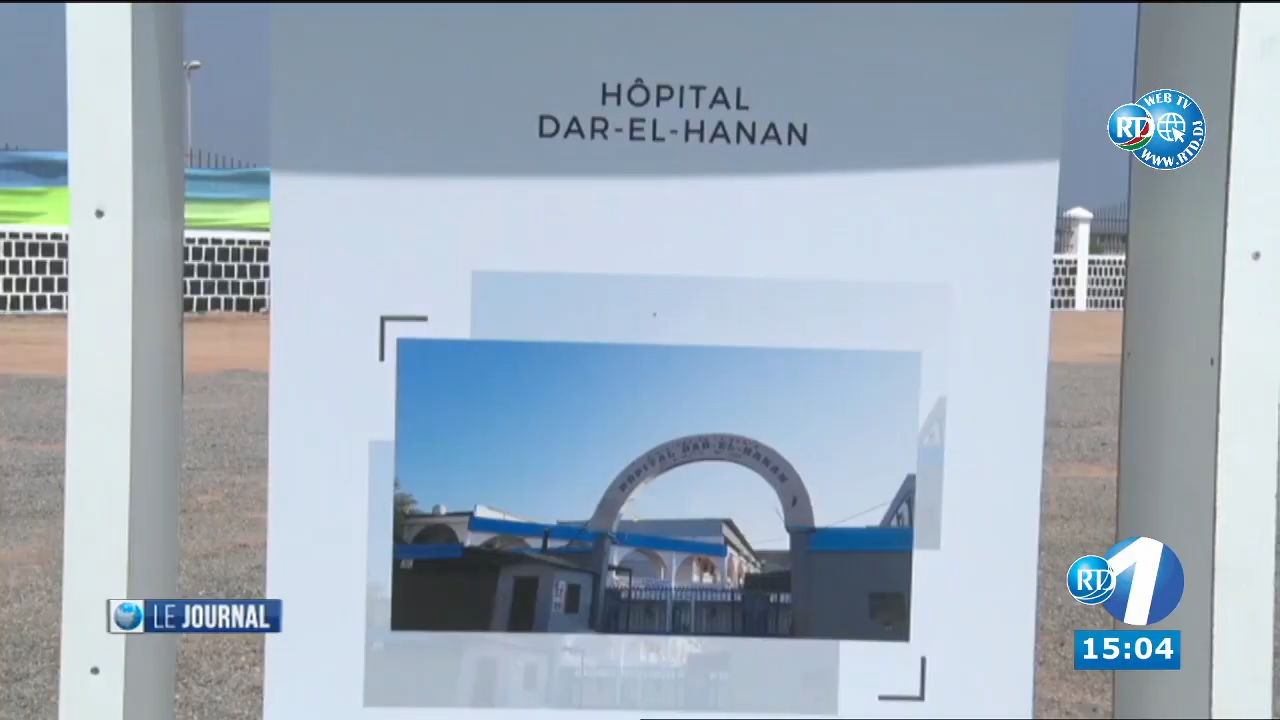 HÔPITAL
DAR-EL-HANAN
WEB TV
RTD
WWW.RTD.DJ
HÔPITAL DAR-EL-HANAN
RTD
1
15:04
LE JOURNAL